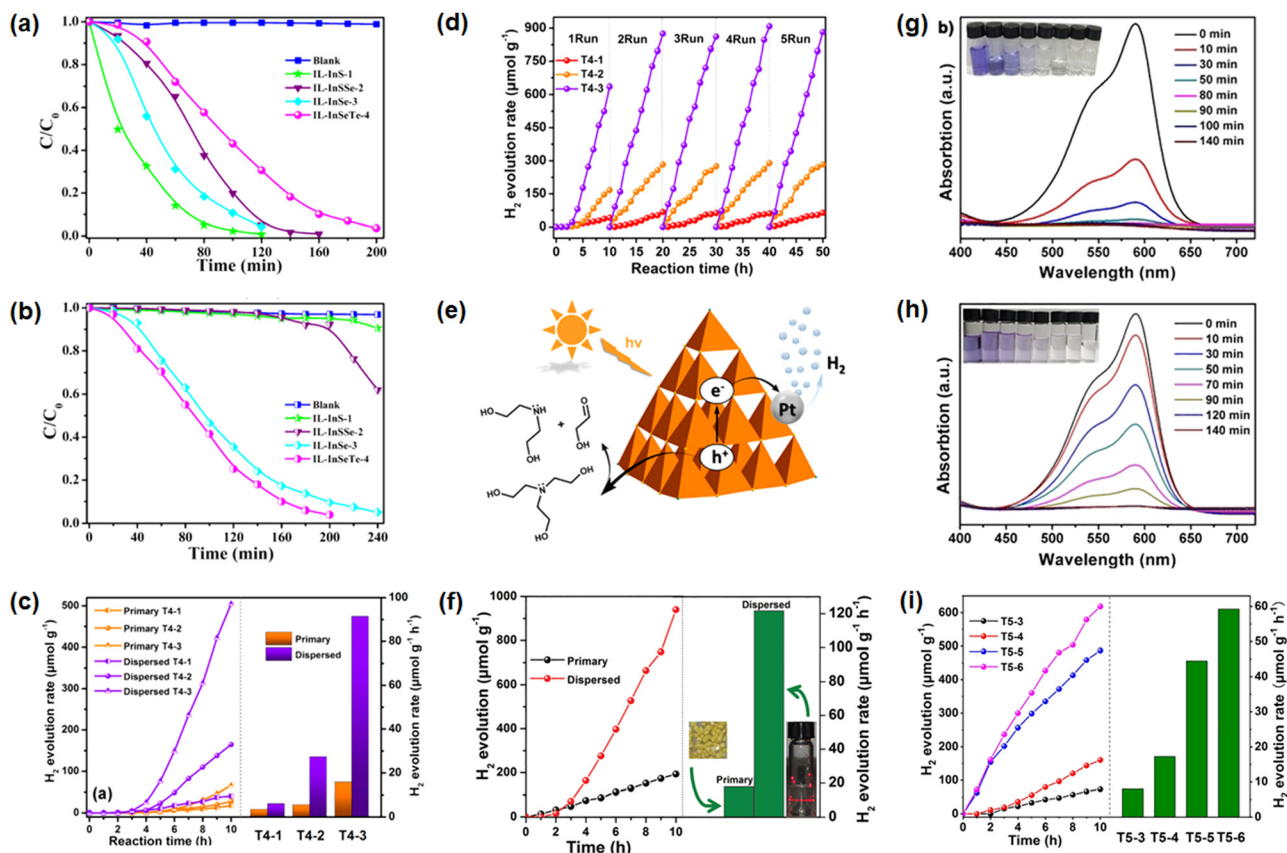 (a)
1.0
0.8
0.6
0.4
0.2
0.0
C/C0
Blank
IL-InS-1
IL-InSSe-2
IL-InSe-3
IL-InSeTe-4
0 40 80 120 160 200
Time (min)
(d)
900
750
600
450
300
150
0
H2 evolution rate (μmol g-1)
1Run 2Run 3Run 4Run 5Run
T4-1
T4-2
T4-3
0 10 20 30 40 50
Reaction time (h)
(g)
b)
Absorbtion (a.u.)
0 min
10 min
30 min
50 min
80 min
90 min
100 min
140 min
400 500 600 700
Wavelength (nm)
(b)
1.0
0.8
0.6
0.4
0.2
0.0
C/C0
Blank
IL-InS-1
IL-InSSe-2
IL-InSe-3
IL-InSeTe-4
0 40 80 120 160 200 240
Time (min)
(e)
hν
H2
e-
Pt
h+
HO
NH
OH
+
O
OH
HO
N
OH
OH
(h)
Absorbtion (a.u.)
0 min
10 min
30 min
50 min
70 min
90 min
120 min
140 min
400 500 600 700
Wavelength (nm)
(c)
500
400
300
200
100
0
H2 evolution rate (μmol g-1)
Primary T4-1
Primary T4-2
Primary T4-3
Dispersed T4-1
Dispersed T4-2
Dispersed T4-3
Primary
Dispersed
100
80
60
40
20
0
H2 evolution rate (μmol g-1 h-1)
(a)
0 2 4 6 8 10
Reaction time (h)
T4-1 T4-2 T4-3
(f)
1000
800
600
400
200
0
H2 evolution (μmol g-1)
Primary
Dispersed
Dispersed
Primary
120
100
80
60
40
20
0
H2 evolution rate (μmol g-1 h-1)
0 2 4 6 8 10
Time (h)
(i)
700
600
500
400
300
200
100
0
H2 evolution (μmol g-1)
T5-3
T5-4
T5-5
T5-6
60
50
40
30
20
10
0
H2 evolution rate (μmol g-1 h-1)
0 2 4 6 8 10
Time (h)
T5-3 T5-4 T5-5 T5-6